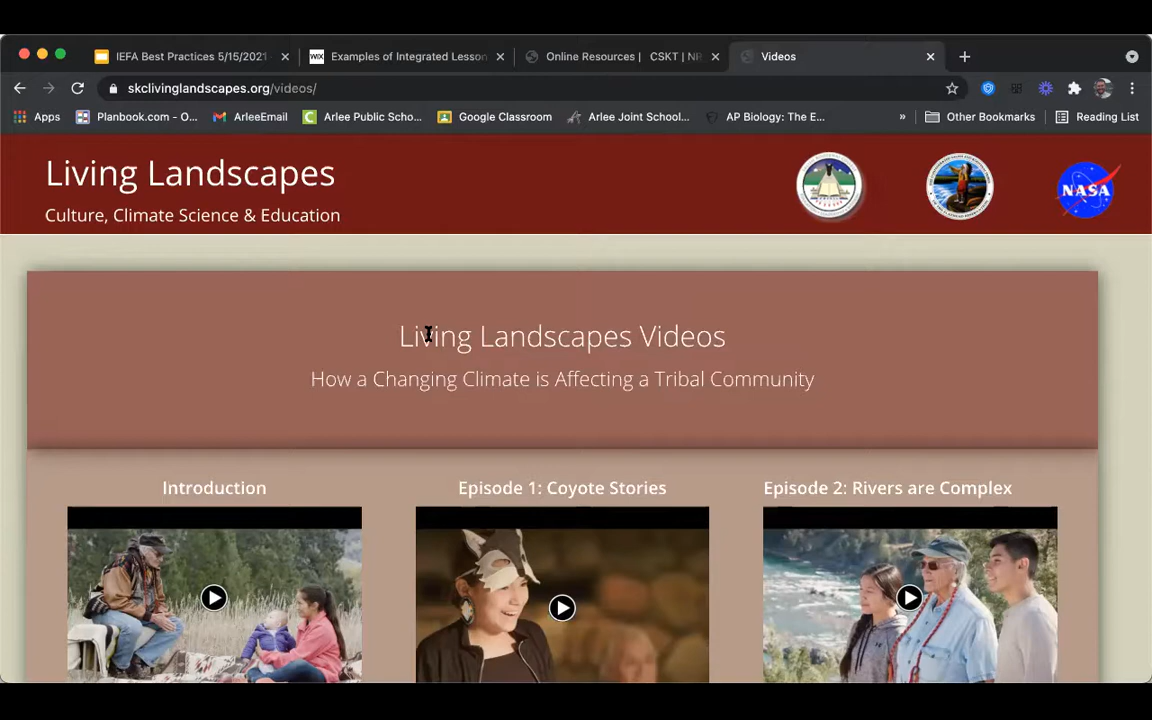 IEFA Best Practices 5/15/2021
Examples of Integrated Lesson
Online Resources | CSKT | NR
Videos
skclivinglandscapes.org/videos/
Apps
Planbook.com - O...
ArleeEmail
Arlee Public Scho...
Google Classroom
Arlee Joint School...
AP Biology: The E...
»
Other Bookmarks
Reading List
Living Landscapes
Culture, Climate Science & Education
NASA
Living Landscapes Videos
How a Changing Climate is Affecting a Tribal Community
Introduction
Episode 1: Coyote Stories
Episode 2: Rivers are Complex